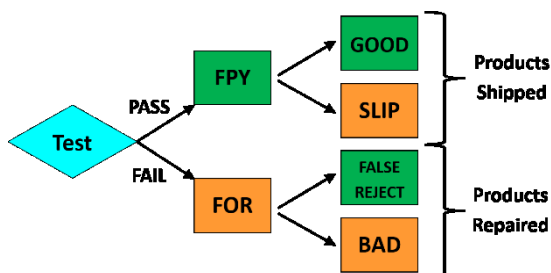 Test
PASS
FAIL
FPY
FOR
GOOD
SLIP
FALSE
REJECT
BAD
Products
Shipped
Products
Repaired